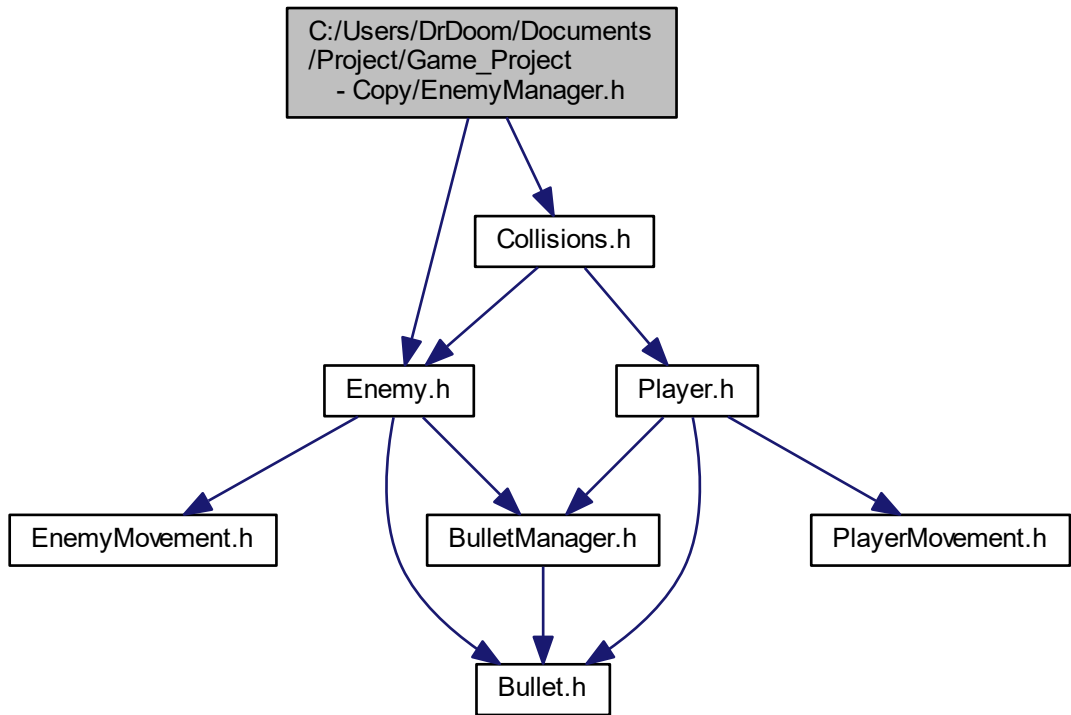 C:/Users/DrDoom/Documents
/Project/Game_Project
- Copy/EnemyManager.h
Collisions.h
Enemy.h
Player.h
EnemyMovement.h
BulletManager.h
PlayerMovement.h
Bullet.h